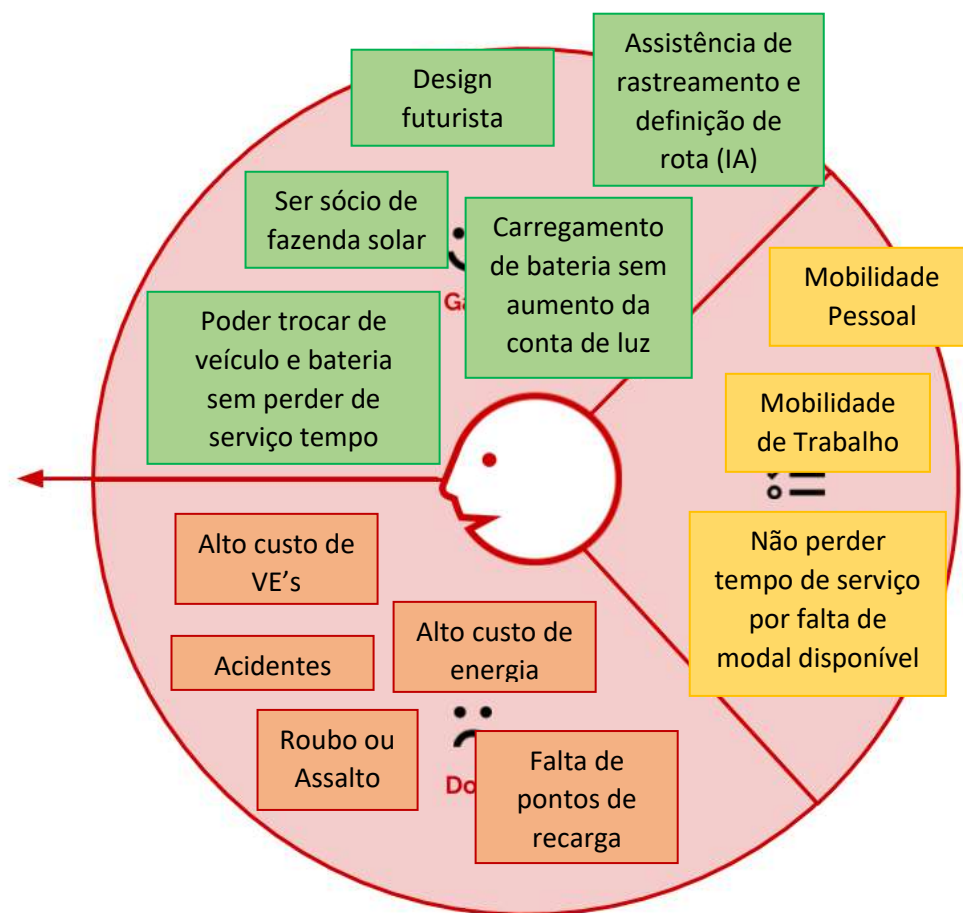 Design
futurista
Assistência de
rastreamento e
definição de
rota (IA)
Ser sócio de
fazenda solar
Carregamento
de bateria sem
aumento da
conta de luz
Ga
Poder trocar de
veículo e bateria
sem perder de
serviço tempo
Mobilidade
Pessoal
Mobilidade
de Trabalho
Não perder
tempo de serviço
por falta de
modal disponível
Alto custo de
VE’s
Alto custo de
energia
Acidentes
Roubo ou
Assalto
Do
Falta de
pontos de
recarga